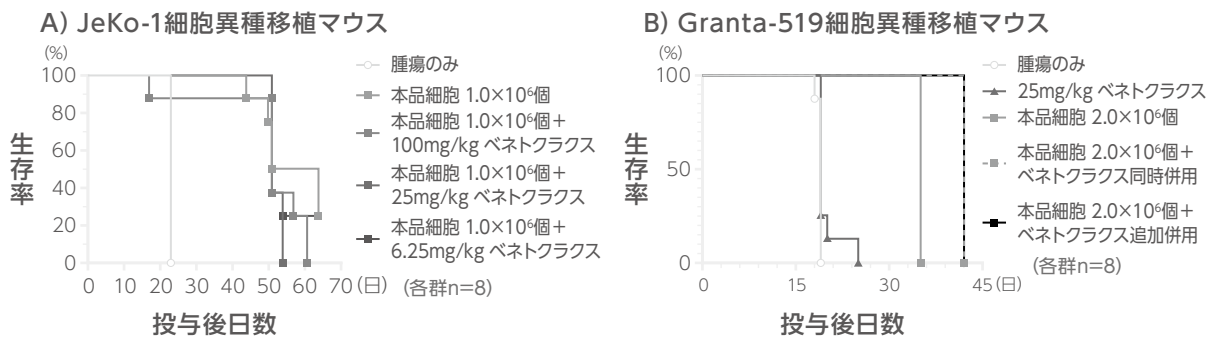 A) JeKo-1細胞異種移植マウス
(%)
100
80
60
40
20
0
生存率
0 10 20 30 40 50 60 70 (日)
投与後日数
腫瘍のみ
本品細胞 1.0×10⁶個
本品細胞 1.0×10⁶個＋
100mg/kg ベネトクラクス
本品細胞 1.0×10⁶個＋
25mg/kg ベネトクラクス
本品細胞 1.0×10⁶個＋
6.25mg/kg ベネトクラクス
(各群n=8)
B) Granta-519細胞異種移植マウス
(%)
100
50
0
生存率
0 15 30 45 (日)
投与後日数
腫瘍のみ
25mg/kg ベネトクラクス
本品細胞 2.0×10⁶個
本品細胞 2.0×10⁶個＋
ベネトクラクス同時併用
本品細胞 2.0×10⁶個＋
ベネトクラクス追加併用
(各群n=8)